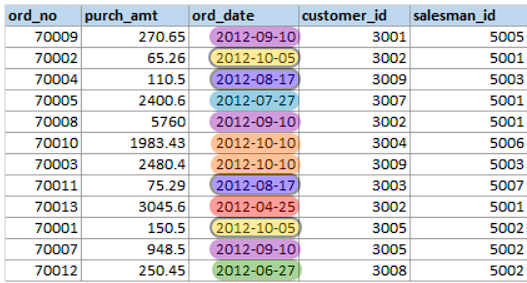 ord_no purch_amt ord_date customer_id salesman_id
70009 270.65 2012-09-10 3001 5005
70002 65.26 2012-10-05 3002 5001
70004 110.5 2012-08-17 3009 5003
70005 2400.6 2012-07-27 3007 5001
70008 5760 2012-09-10 3002 5001
70010 1983.43 2012-10-10 3004 5006
70003 2480.4 2012-10-10 3009 5003
70011 75.29 2012-08-17 3003 5007
70013 3045.6 2012-04-25 3002 5001
70001 150.5 2012-10-05 3005 5002
70007 948.5 2012-09-10 3005 5002
70012 250.45 2012-06-27 3008 5002